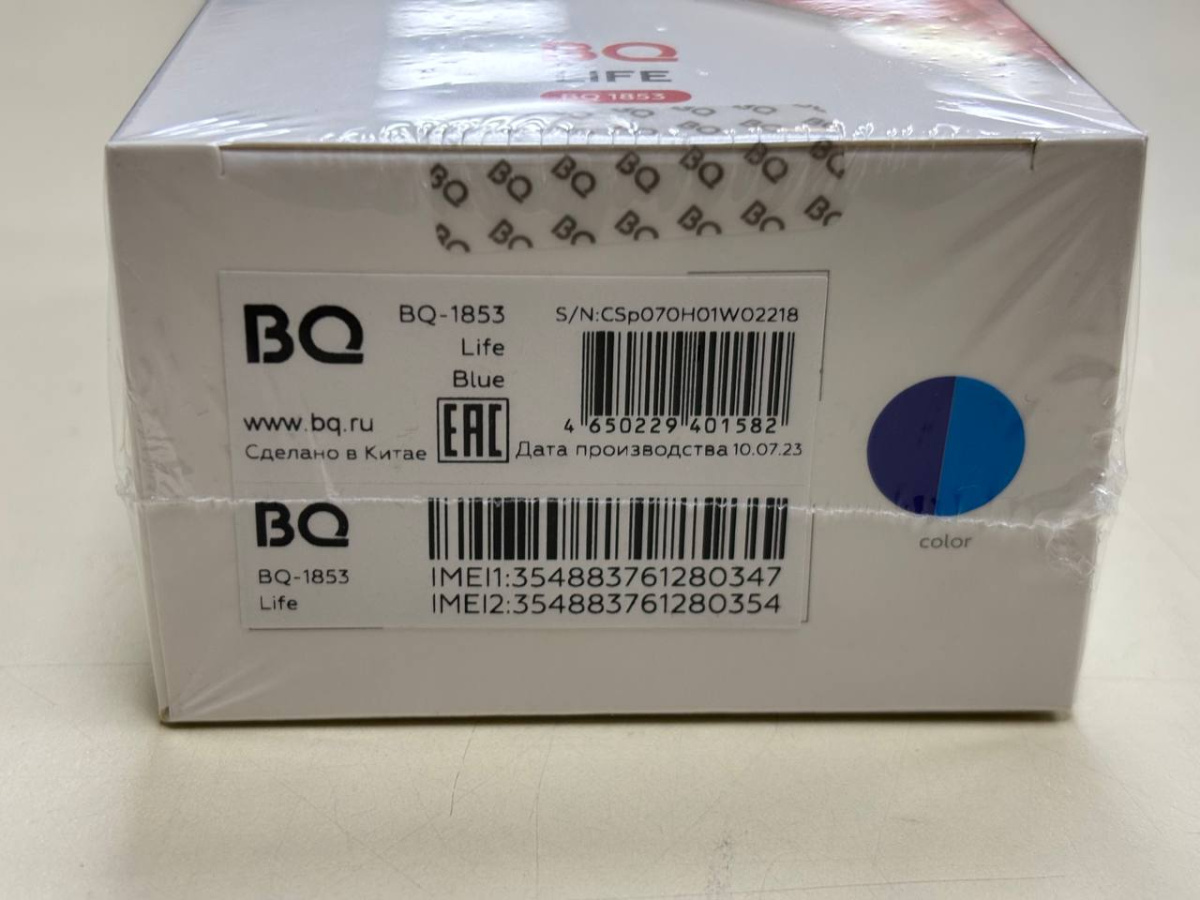 BQ
LIFE
BQ 1853
BQ BQ BQ BQ BQ BQ BQ
BQ BQ BQ BQ BQ BQ BQ
BQ
BQ-1853
Life
Blue
S/N:CSp070H01W02218
4 650229 401582
www.bq.ru
Сделано в Китае
EAC
Дата производства 10.07.23
BQ
BQ-1853
Life
IMEI1:354883761280347
IMEI2:354883761280354
color